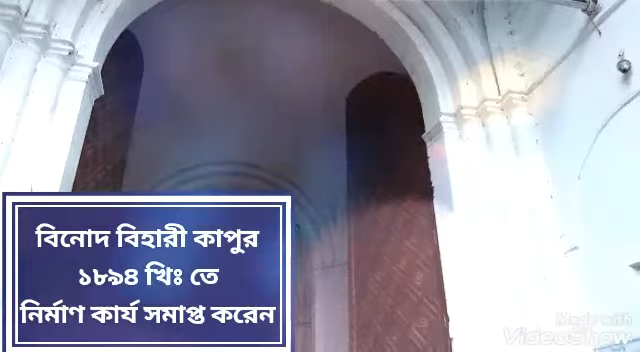 বিনোদ বিহারী কাপুর
১৮৯৪ খিঃ তে
নির্মাণ কার্য সমাপ্ত করেন
Made with
VideoShow